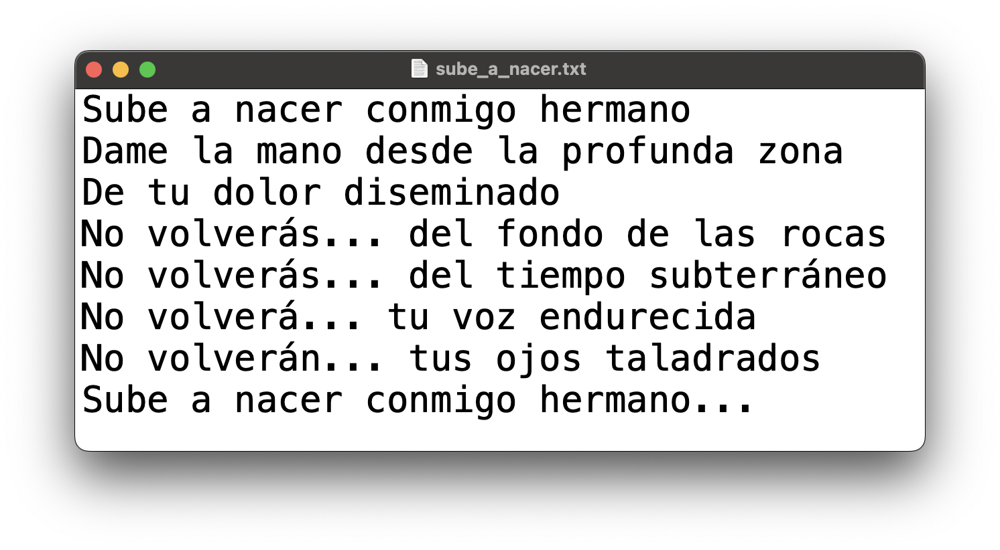 sube_a_nacer.txt
Sube a nacer conmigo hermano
Dame la mano desde la profunda zona
De tu dolor diseminado
No volverás... del fondo de las rocas
No volverás... del tiempo subterráneo
No volverá... tu voz endurecida
No volverán... tus ojos taladrados
Sube a nacer conmigo hermano...